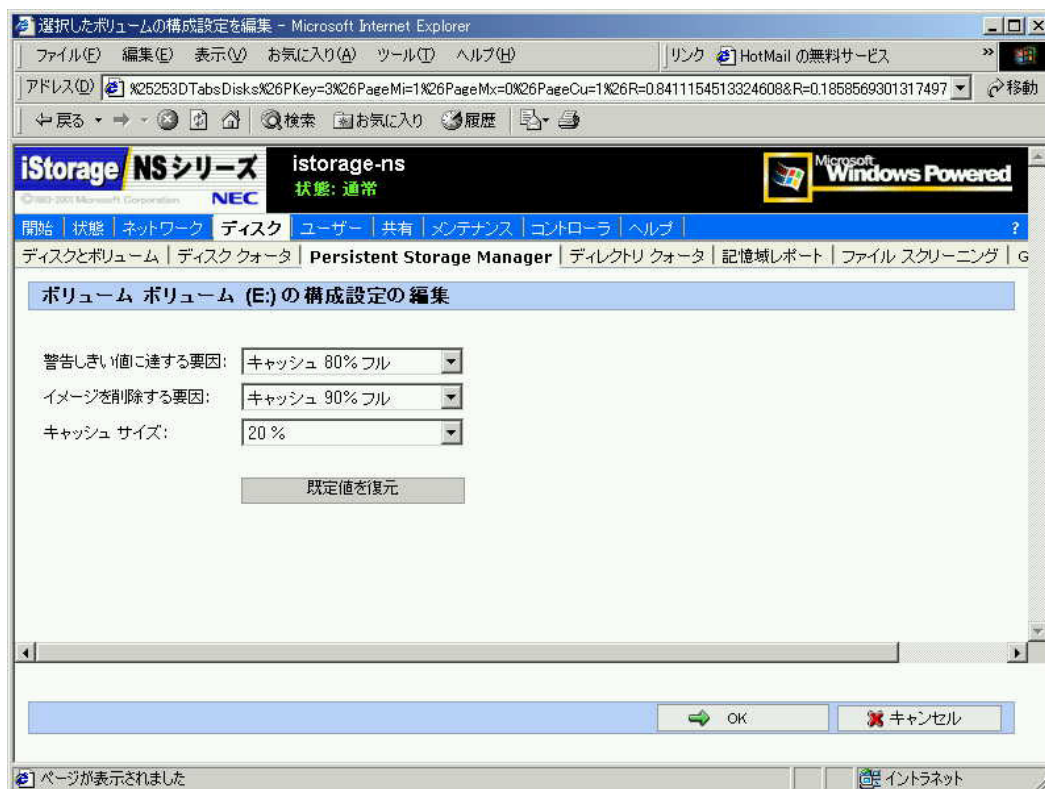 選択したボリュームの構成設定を編集 - Microsoft Internet Explorer
ファイル(F) 編集(E) 表示(V) お気に入り(A) ツール(T) ヘルプ(H) リンク HotMail の無料サービス »
アドレス(D) %25253DTabsDisks%26PKey=3%26PageMi=1%26PageMx=0%26PageCu=1%26R=0.8411154513324608&R=0.1858569301317497 移動
戻る 検索 お気に入り 履歴
iStorage NSシリーズ istorage-ns Microsoft Windows Powered
状態: 通常
NEC
開始 状態 ネットワーク ディスク ユーザー 共有 メンテナンス コントローラ ヘルプ ?
ディスクとボリューム ディスク クォータ Persistent Storage Manager ディレクトリ クォータ 記憶域レポート ファイル スクリーニング G
ボリューム ボリューム (E:) の構成設定の編集
警告しきい値に達する要因: キャッシュ 80% フル
イメージを削除する要因: キャッシュ 90% フル
キャッシュ サイズ: 20 %
既定値を復元
OK キャンセル
ページが表示されました イントラネット